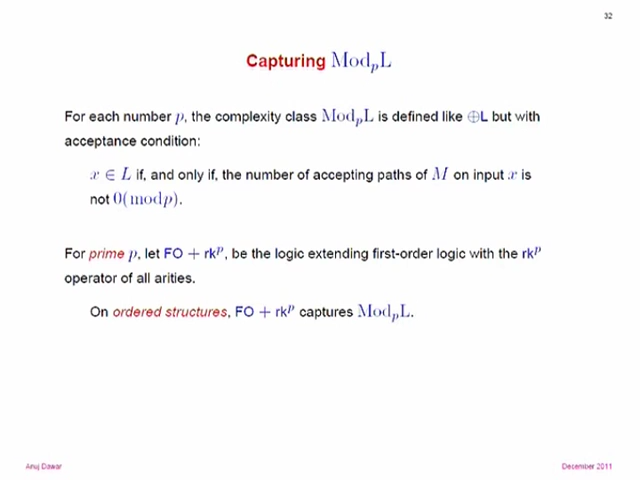 32
Capturing ModₚL
For each number p, the complexity class ModₚL is defined like ⊕L but with
acceptance condition:
x ∈ L if, and only if, the number of accepting paths of M on input x is
not 0(mod p).
For prime p, let FO + rkᵖ, be the logic extending first-order logic with the rkᵖ
operator of all arities.
On ordered structures, FO + rkᵖ captures ModₚL.
Anuj Dawar
December 2011